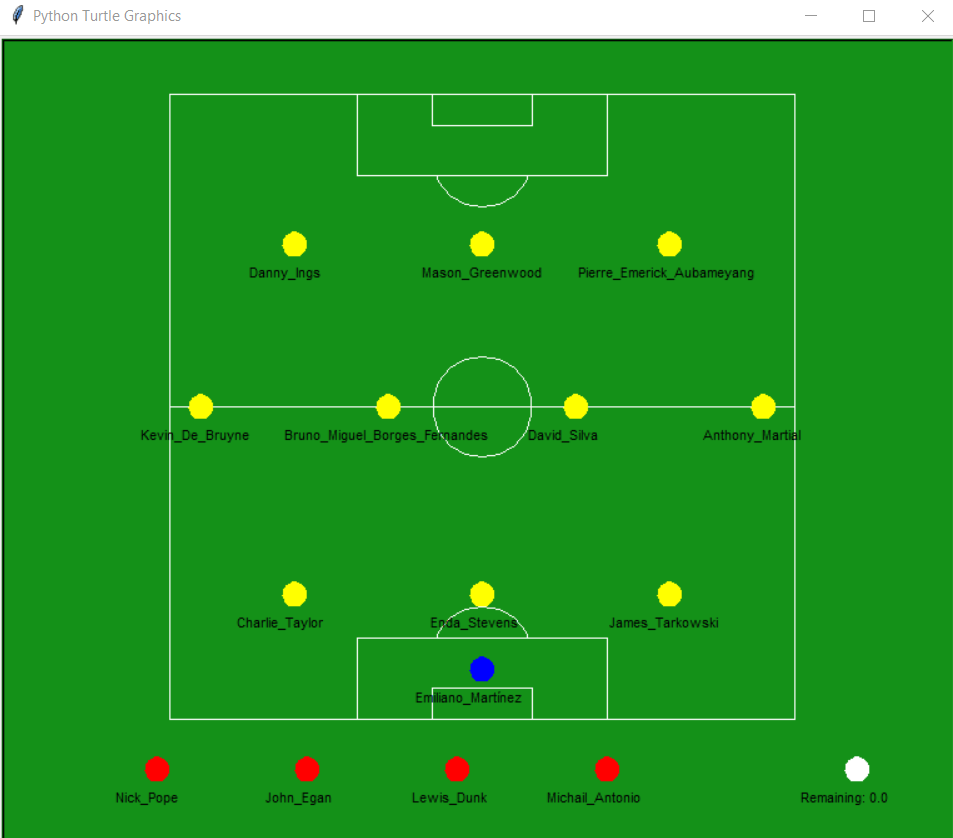 Python Turtle Graphics
Danny_Ings
Mason_Greenwood
Pierre_Emerick_Aubameyang
Kevin_De_Bruyne
Bruno_Miguel_Borges_Fernandes
David_Silva
Anthony_Martial
Charlie_Taylor
Enda_Stevens
James_Tarkowski
Emiliano_Martínez
Nick_Pope
John_Egan
Lewis_Dunk
Michail_Antonio
Remaining: 0.0